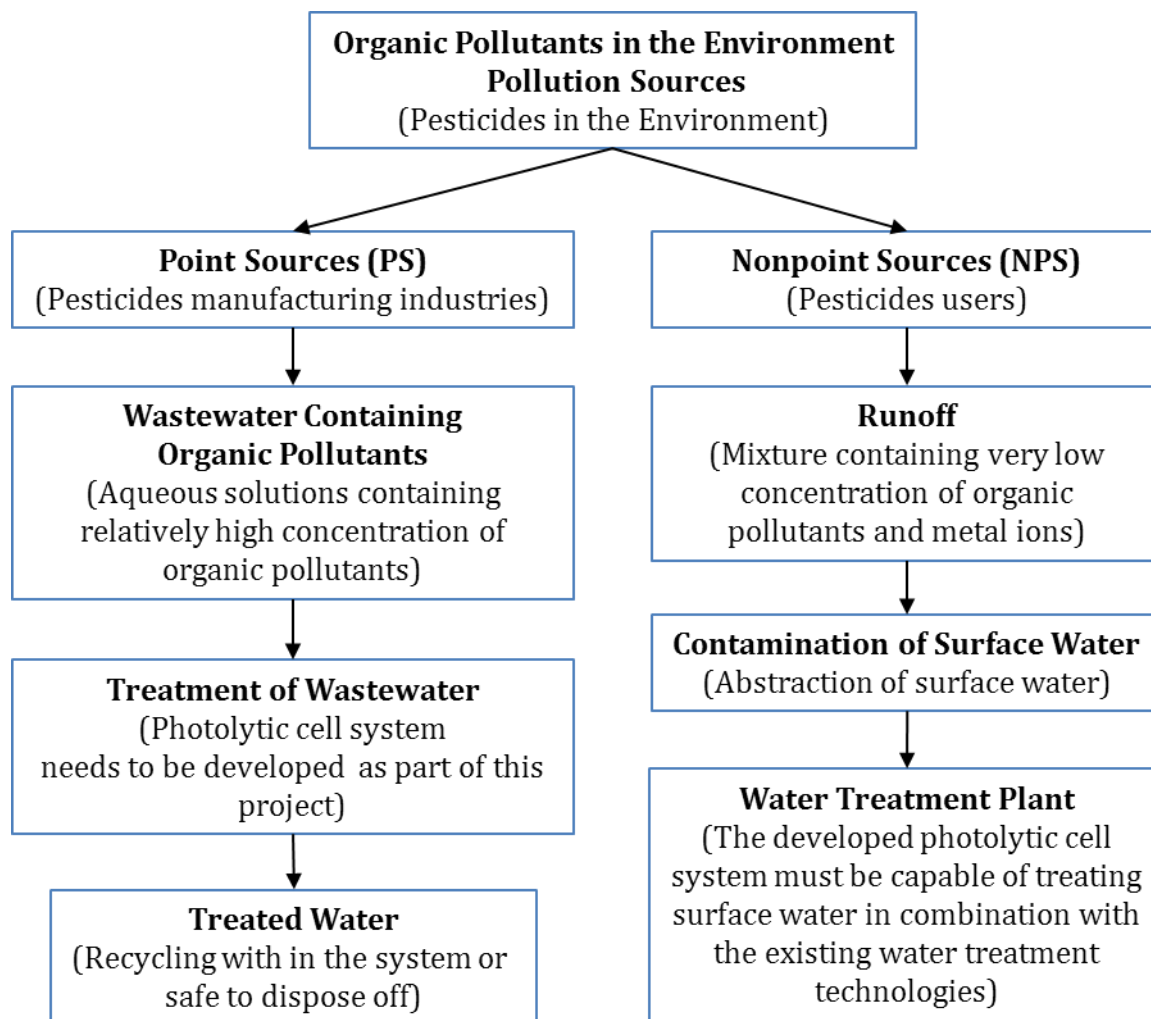 Organic Pollutants in the Environment
Pollution Sources
(Pesticides in the Environment)
Point Sources (PS)
(Pesticides manufacturing industries)
Wastewater Containing
Organic Pollutants
(Aqueous solutions containing
relatively high concentration of
organic pollutants)
Treatment of Wastewater
(Photolytic cell system
needs to be developed as part of this
project)
Treated Water
(Recycling with in the system or
safe to dispose off)
Nonpoint Sources (NPS)
(Pesticides users)
Runoff
(Mixture containing very low
concentration of organic
pollutants and metal ions)
Contamination of Surface Water
(Abstraction of surface water)
Water Treatment Plant
(The developed photolytic cell
system must be capable of treating
surface water in combination with
the existing water treatment
technologies)